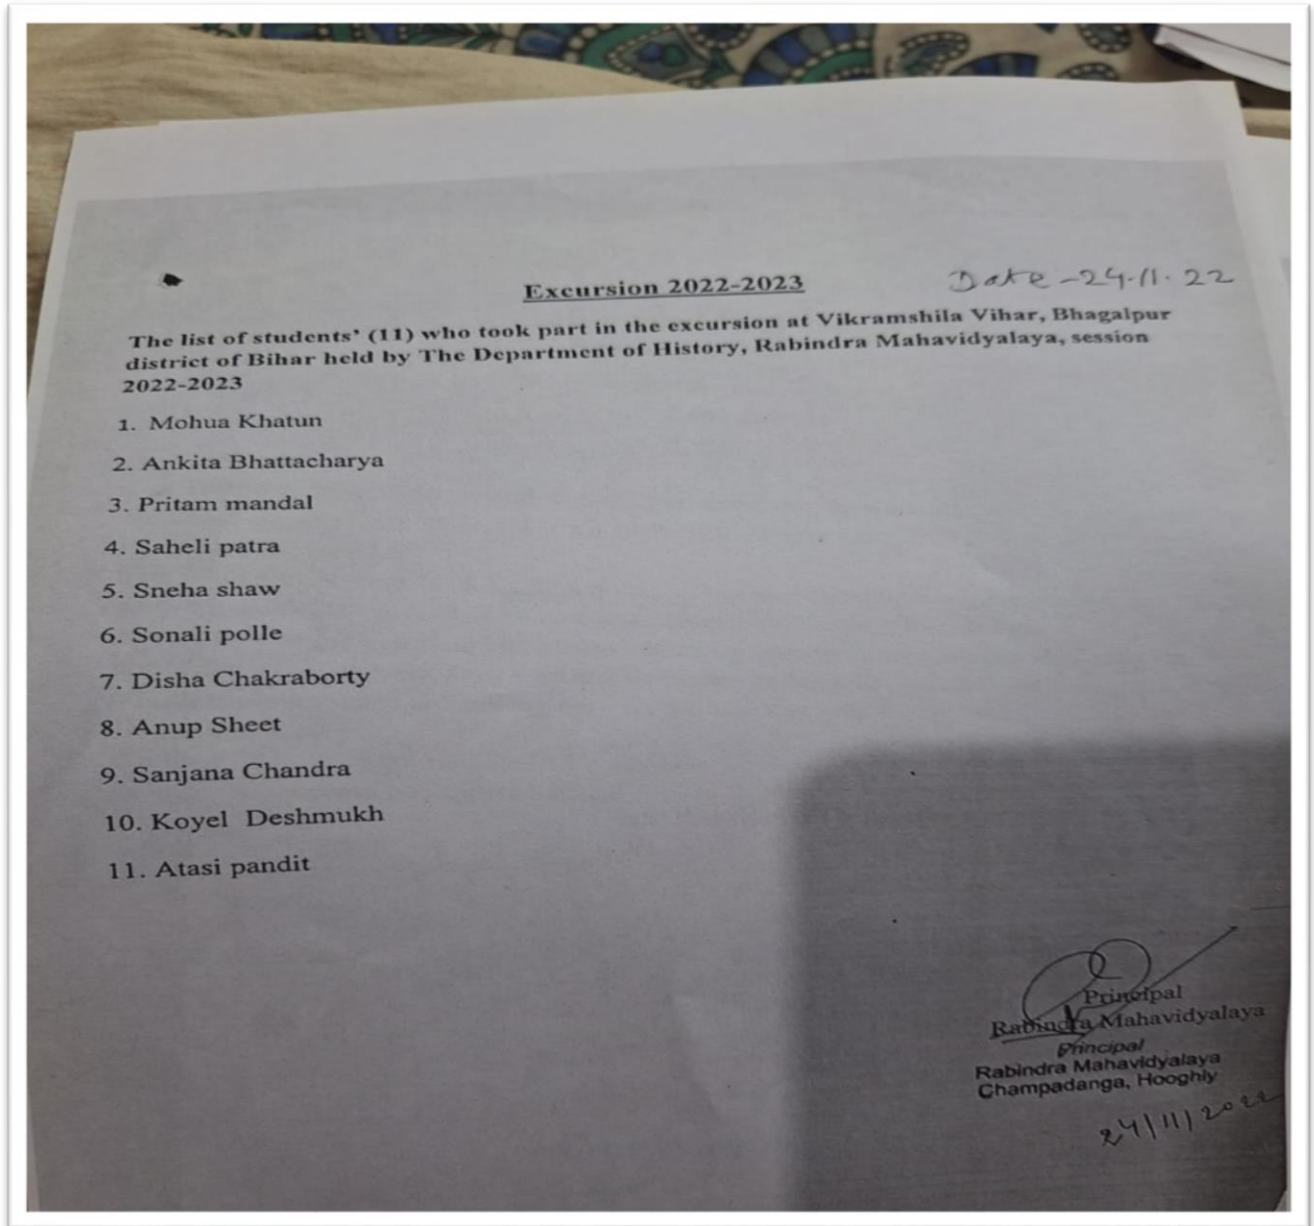 Excursion 2022-2023
Date - 24.11.22
The list of students’ (11) who took part in the excursion at Vikramshila Vihar, Bhagalpur
district of Bihar held by The Department of History, Rabindra Mahavidyalaya, session
2022-2023
1. Mohua Khatun
2. Ankita Bhattacharya
3. Pritam mandal
4. Saheli patra
5. Sneha shaw
6. Sonali polle
7. Disha Chakraborty
8. Anup Sheet
9. Sanjana Chandra
10. Koyel Deshmukh
11. Atasi pandit
Principal
Rabindra Mahavidyalaya
Principal
Rabindra Mahavidyalaya
Champadanga, Hooghly
24/11/2022